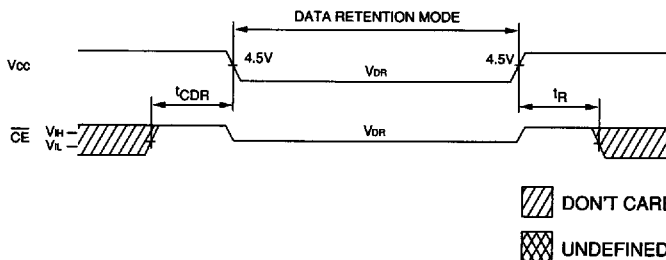 DATA RETENTION MODE
4.5V
4.5V
Vcc
VDR
tCDR
tR
CE
VIH
VIL
VDR
DON'T CARE
UNDEFINED